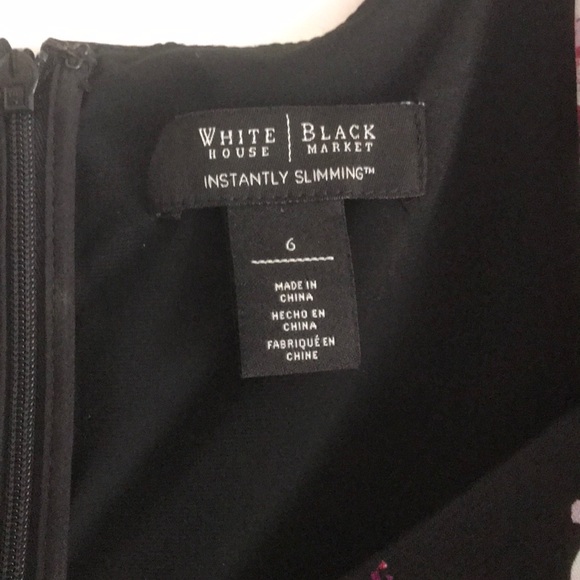 WHITE | BLACK
HOUSE | MARKET
INSTANTLY SLIMMING™
6
MADE IN
CHINA
HECHO EN
CHINA
FABRIQUÉ EN
CHINE